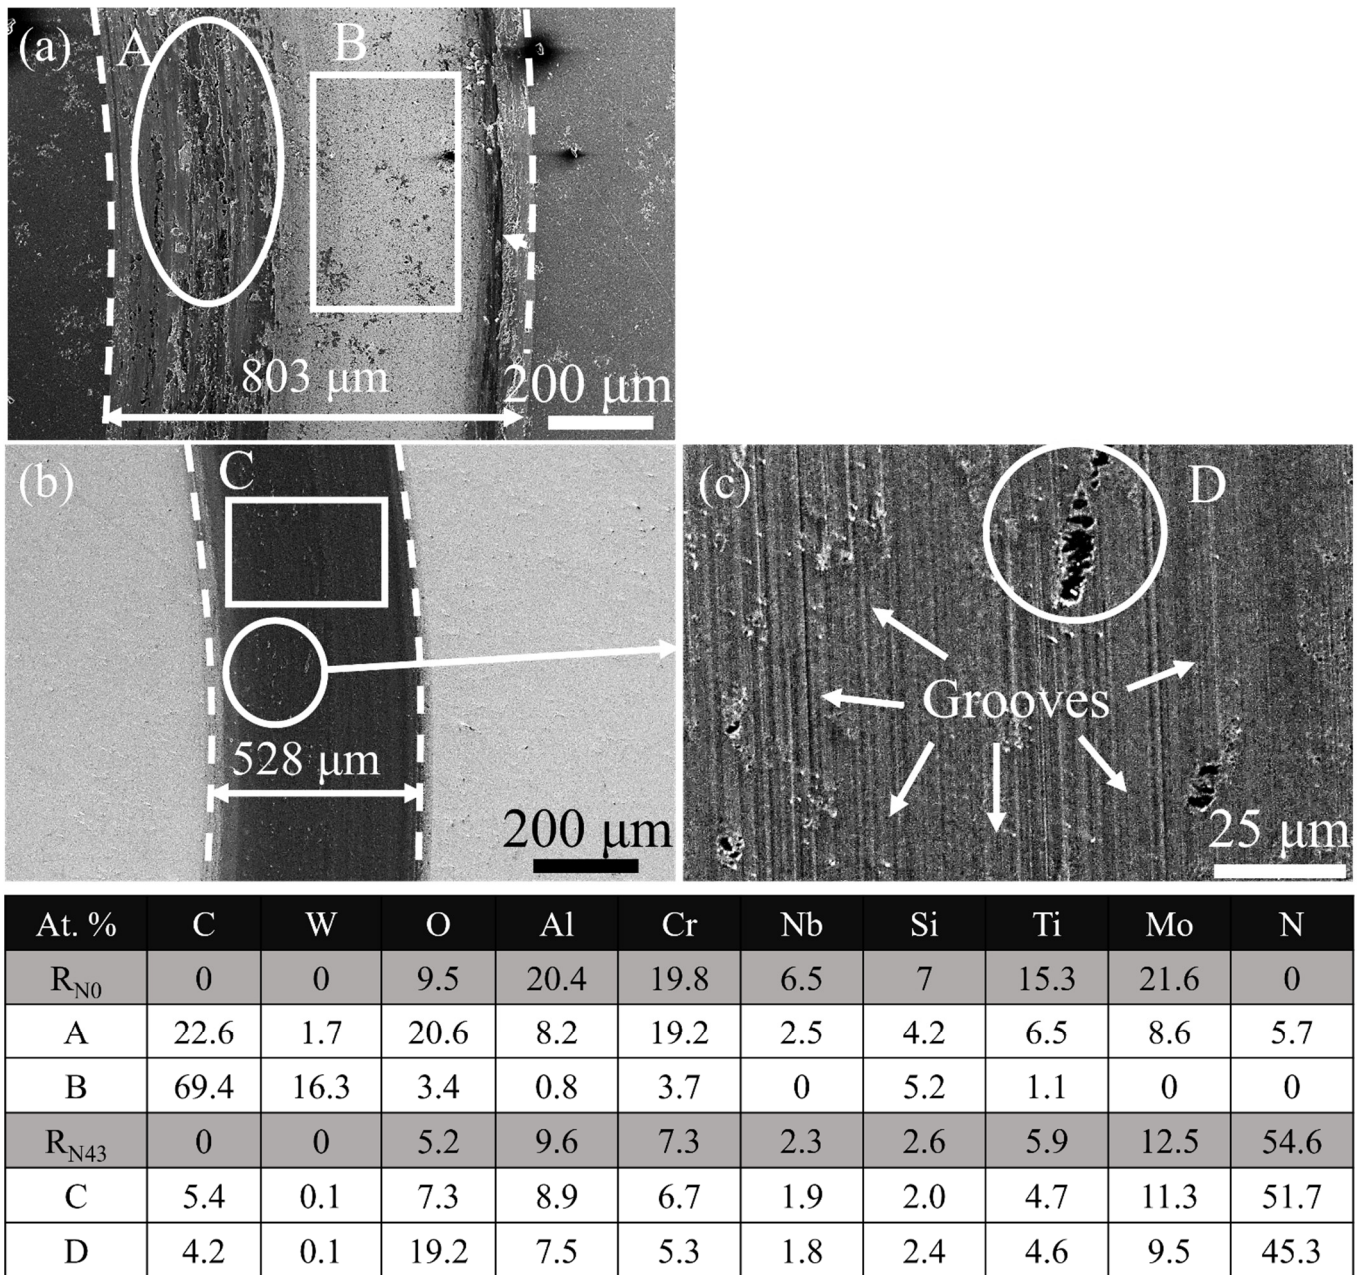 (a)
A
B
803 μm
200 μm
(b)
C
528 μm
200 μm
(c)
D
Grooves
25 μm
At. % C W O Al Cr Nb Si Ti Mo N
R_N0 0 0 9.5 20.4 19.8 6.5 7 15.3 21.6 0
A 22.6 1.7 20.6 8.2 19.2 2.5 4.2 6.5 8.6 5.7
B 69.4 16.3 3.4 0.8 3.7 0 5.2 1.1 0 0
R_N43 0 0 5.2 9.6 7.3 2.3 2.6 5.9 12.5 54.6
C 5.4 0.1 7.3 8.9 6.7 1.9 2.0 4.7 11.3 51.7
D 4.2 0.1 19.2 7.5 5.3 1.8 2.4 4.6 9.5 45.3